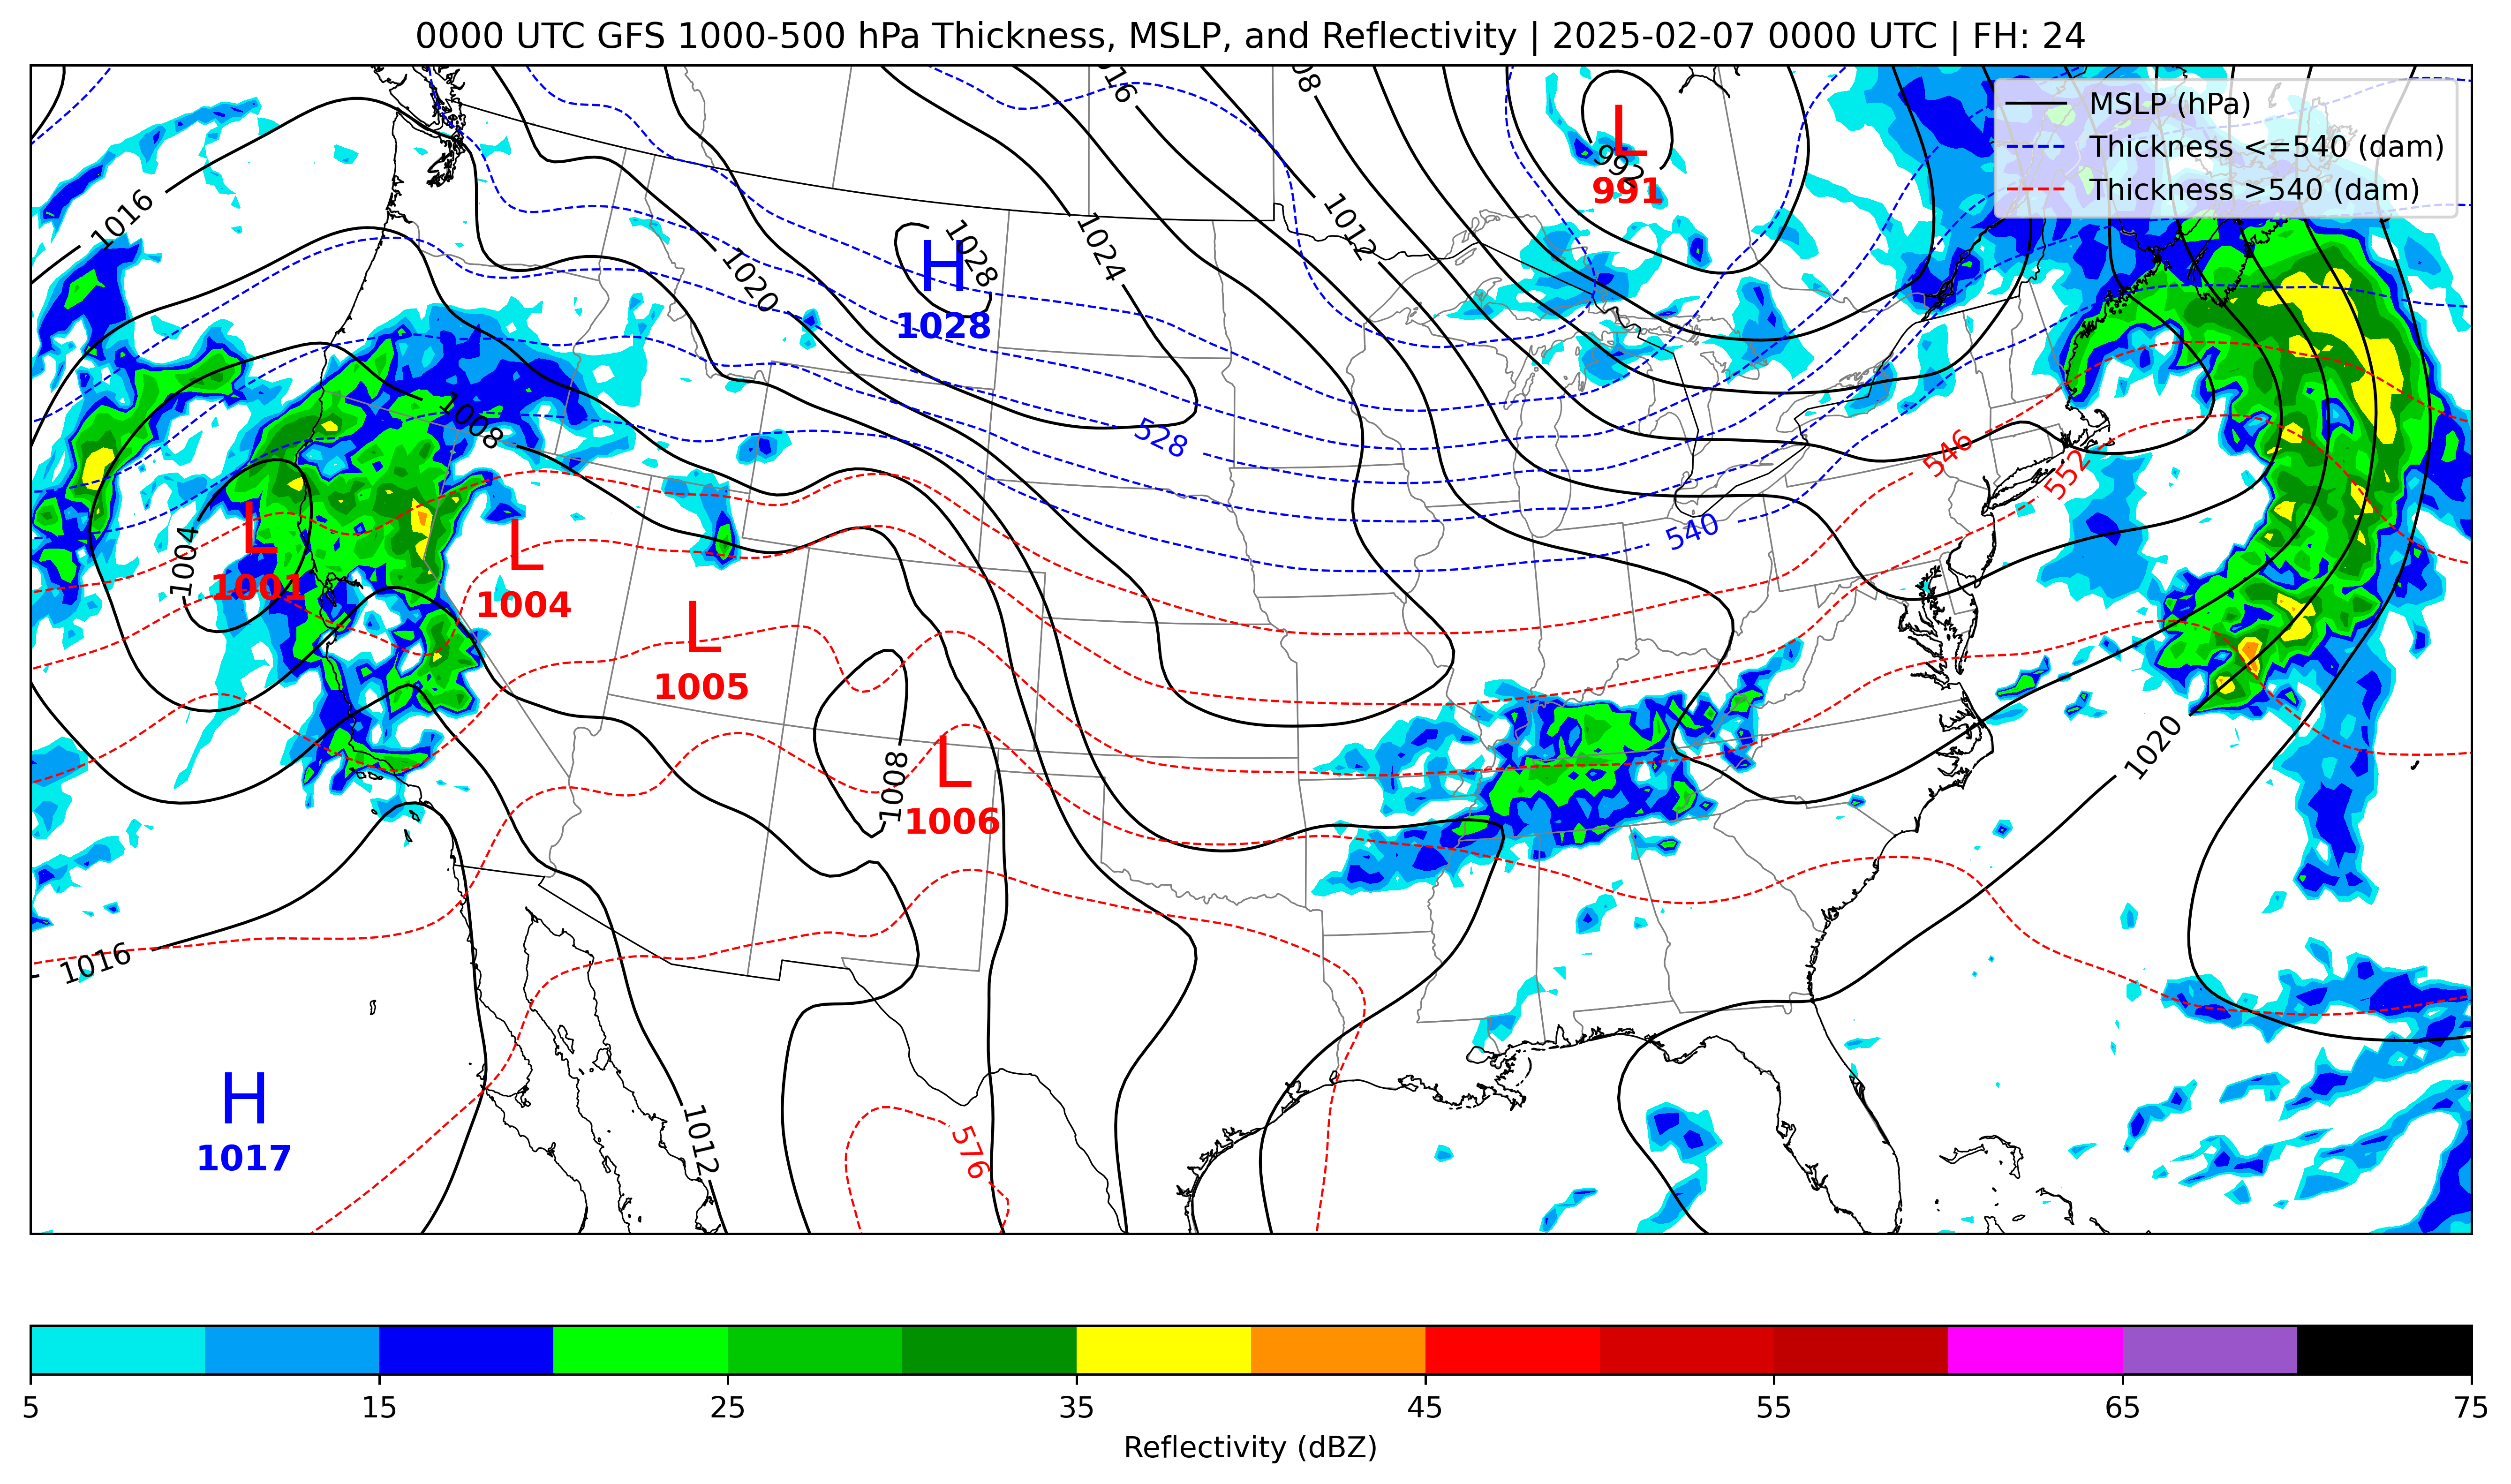 0000 UTC GFS 1000-500 hPa Thickness, MSLP, and Reflectivity | 2025-02-07 0000 UTC | FH: 24
MSLP (hPa)
Thickness <=540 (dam)
Thickness >540 (dam)
L
992
991
1016
1012
1016
1024
1020
1028
H
1028
1008
528
546
552
540
L
1001
1004
L
1004
L
1005
1008
L
1006
1020
1016
H
1017
1012
576
5 15 25 35 45 55 65 75
Reflectivity (dBZ)